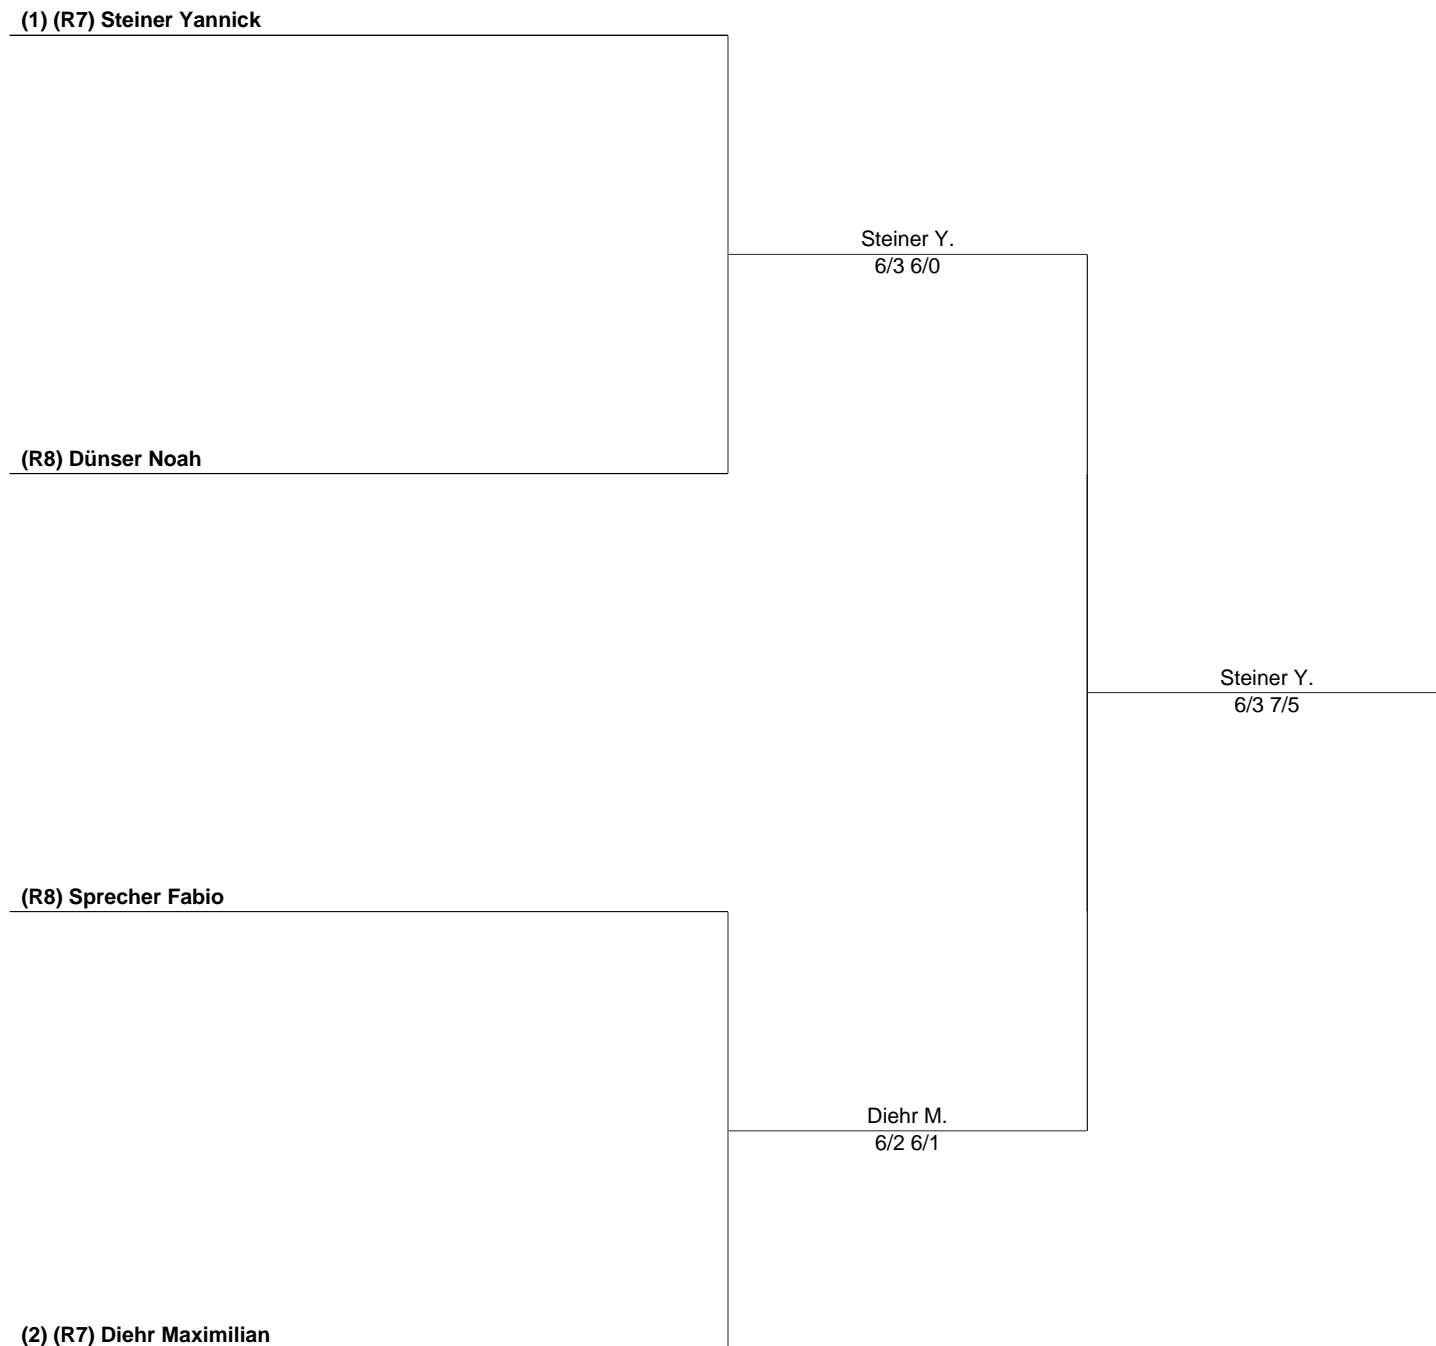 (1) (R7) Steiner Yannick
Steiner Y.
6/3 6/0
(R8) Dünser Noah
Steiner Y.
6/3 7/5
(R8) Sprecher Fabio
Diehr M.
6/2 6/1
(2) (R7) Diehr Maximilian